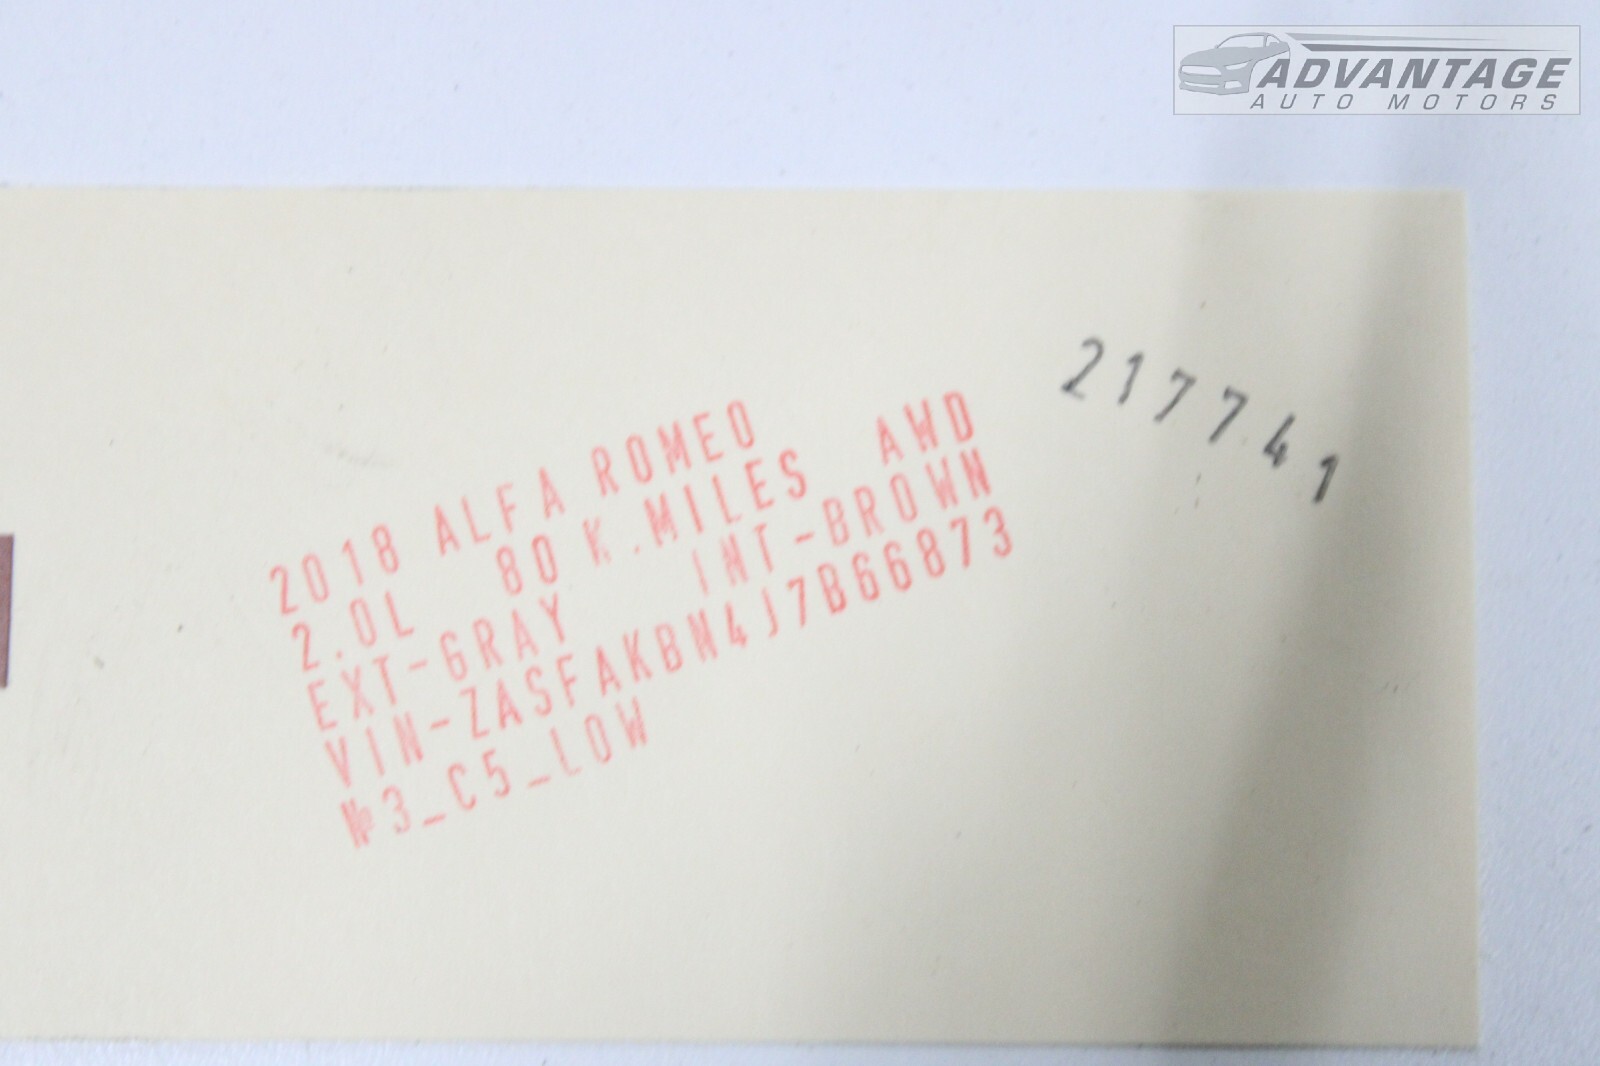 ADVANTAGE
AUTO MOTORS
217741
2018 ALFA ROMEO
2.0L 80 K.MILES AWD
EXT-GRAY INT-BROWN
VIN-ZASFAKBN4J7B66873
№3_C5_LOW